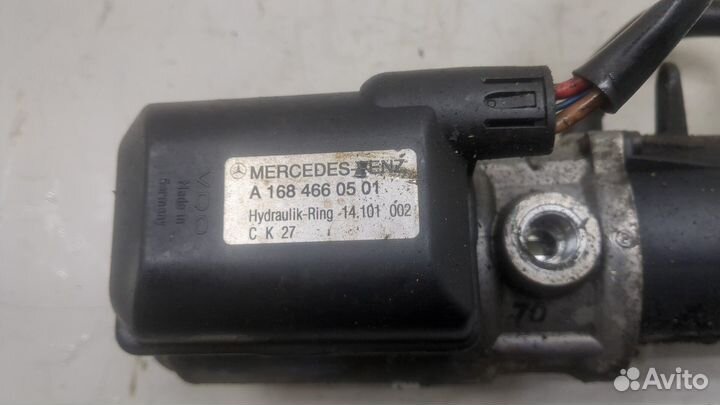 MERCEDES-BENZ
A 168 466 05 01
Hydraulik-Ring -14.101 002
C K 27
VDO
Made in
Germany
70
Avito